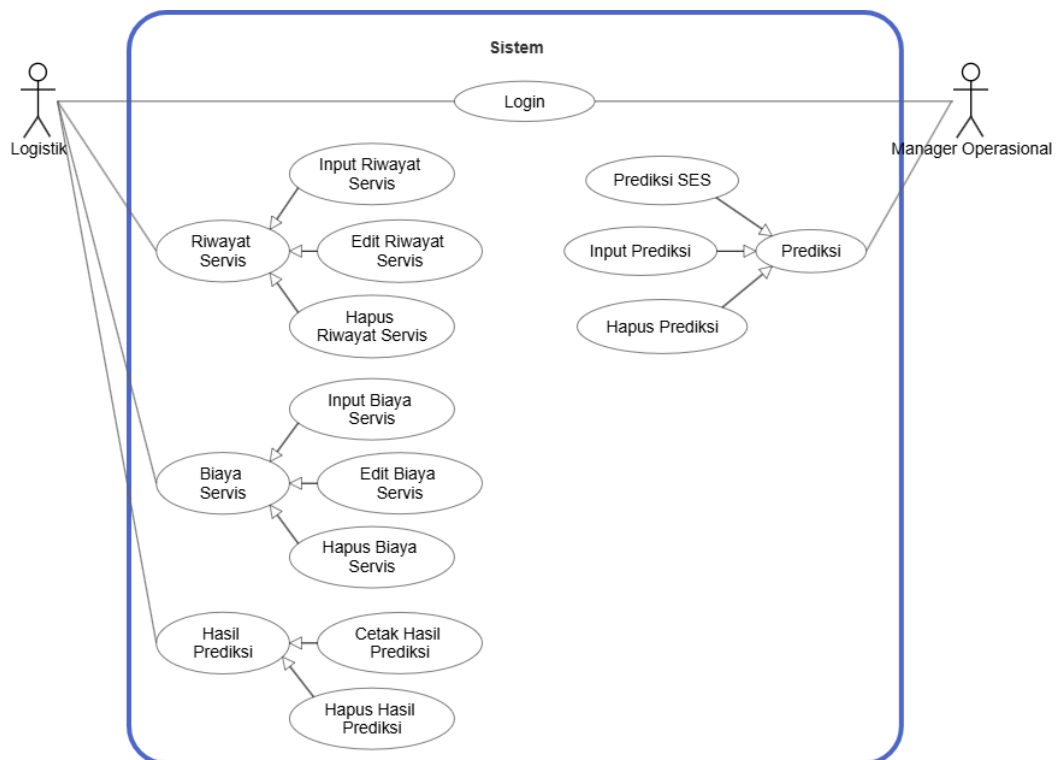 Sistem
Login
Logistik
Manager Operasional
Input Riwayat
Servis
Prediksi SES
Riwayat
Servis
Edit Riwayat
Servis
Input Prediksi
Prediksi
Hapus
Riwayat Servis
Hapus Prediksi
Input Biaya
Servis
Biaya
Servis
Edit Biaya
Servis
Hapus Biaya
Servis
Hasil
Prediksi
Cetak Hasil
Prediksi
Hapus Hasil
Prediksi